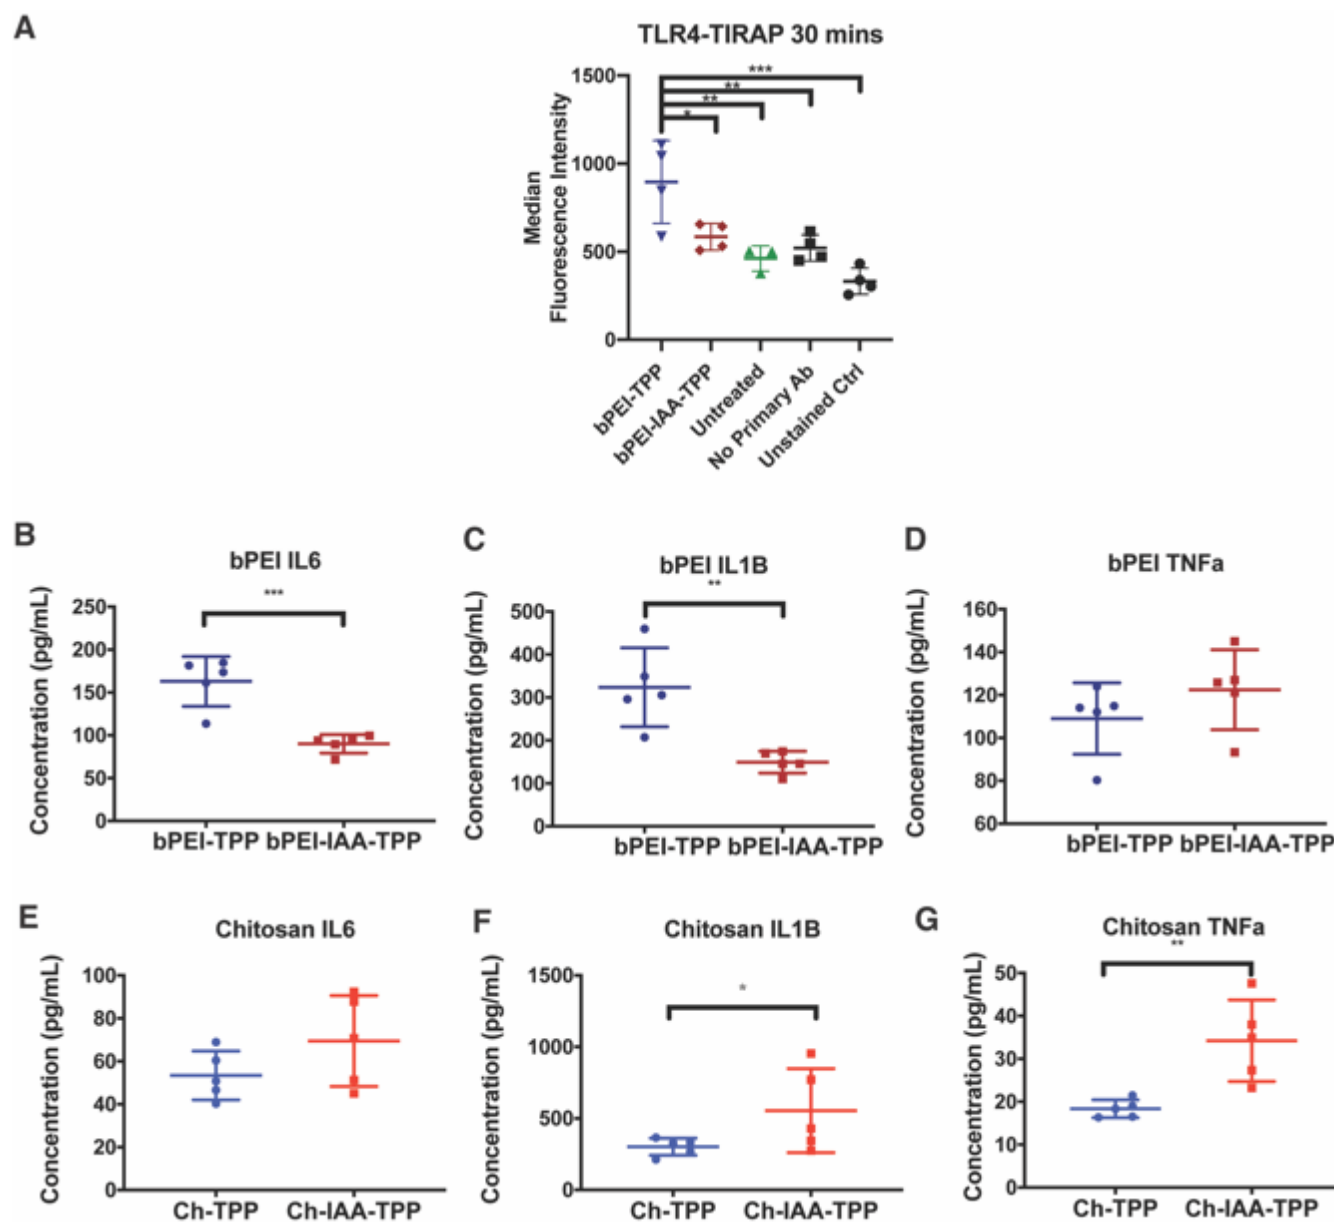 A
TLR4-TIRAP 30 mins
***
**
**
*
1500
1000
500
0
Median
Fluorescence Intensity
bPEI-TPP
bPEI-IAA-TPP
Untreated
No Primary Ab
Unstained Ctrl
B
bPEI IL6
***
Concentration (pg/mL)
250
200
150
100
50
0
bPEI-TPP bPEI-IAA-TPP
C
bPEI IL1B
**
Concentration (pg/mL)
500
400
300
200
100
0
bPEI-TPP bPEI-IAA-TPP
D
bPEI TNFa
Concentration (pg/mL)
160
140
120
100
80
60
bPEI-TPP bPEI-IAA-TPP
E
Chitosan IL6
Concentration (pg/mL)
100
80
60
40
20
0
Ch-TPP Ch-IAA-TPP
F
Chitosan IL1B
*
Concentration (pg/mL)
1500
1000
500
0
Ch-TPP Ch-IAA-TPP
G
Chitosan TNFa
**
Concentration (pg/mL)
50
40
30
20
10
0
Ch-TPP Ch-IAA-TPP